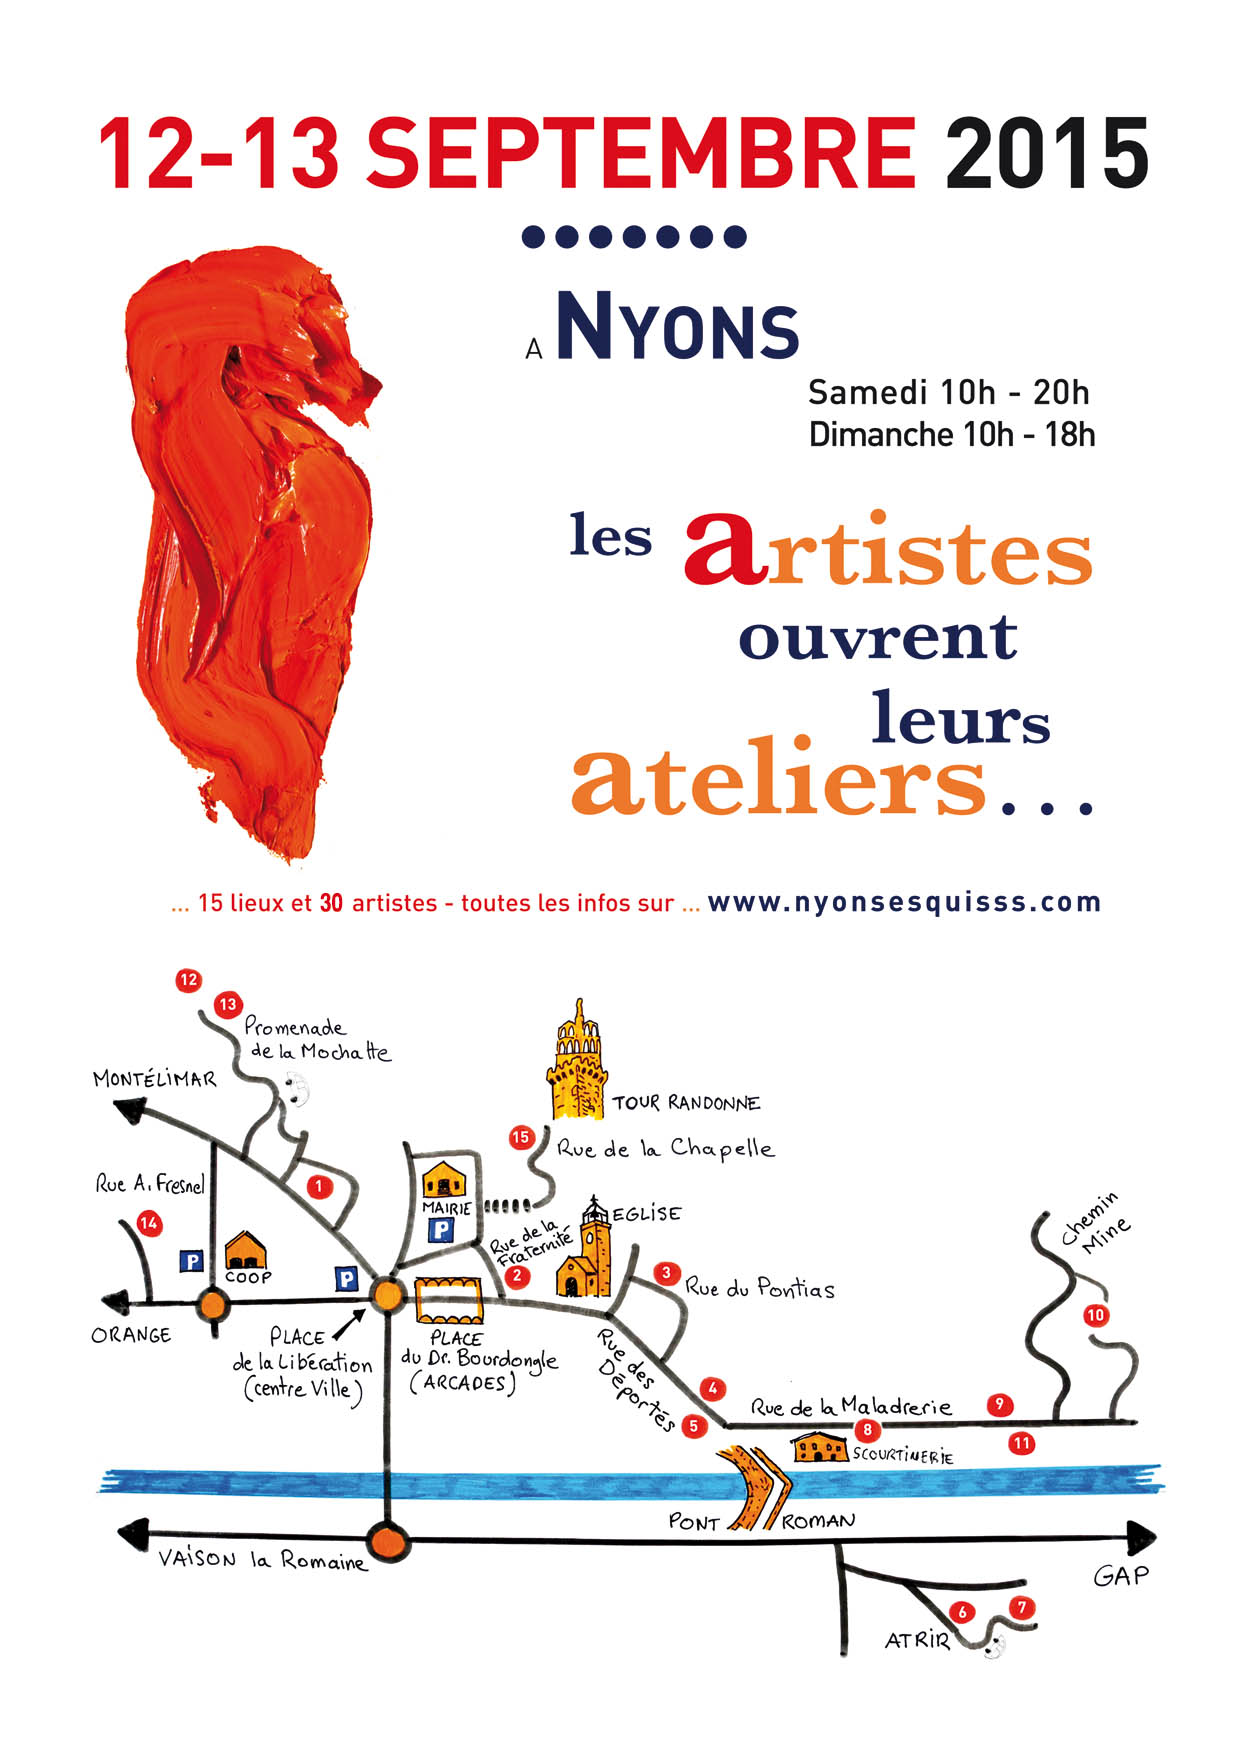 12-13 SEPTEMBRE 2015
A NYONS
Samedi 10h - 20h
Dimanche 10h - 18h
les artistes
ouvrent
leurs
ateliers...
... 15 lieux et 30 artistes - toutes les infos sur ... www.nyonsesquisss.com
12
13
Promenade
de la Mochatte
MONTÉLIMAR
TOUR RANDONNE
15
Rue de la Chapelle
Rue A. Fresnel
1
MAIRIE
P
EGLISE
Chemin
Mine
14
Rue de la
Fraternité
P
COOP
P
2
3
Rue du Pontias
10
ORANGE
PLACE
de la Libération
(centre Ville)
PLACE
du Dr. Bourdongle
(ARCADES)
Rue des
Déportés
4
5
Rue de la Maladrerie
9
8
11
SCOURTINERIE
PONT ROMAN
VAISON la Romaine
GAP
6
7
ATRIR